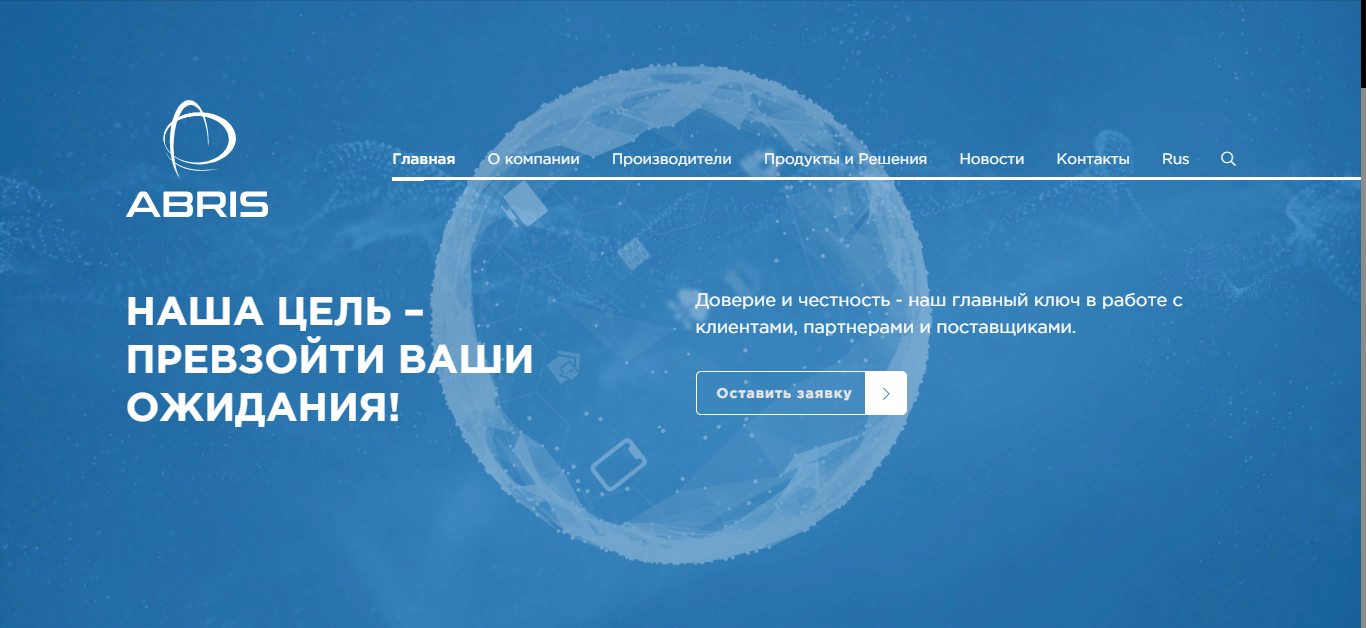 ABRIS
Главная О компании Производители Продукты и Решения Новости Контакты Rus
НАША ЦЕЛЬ –
ПРЕВЗОЙТИ ВАШИ
ОЖИДАНИЯ!
Доверие и честность - наш главный ключ в работе с
клиентами, партнерами и поставщиками.
Оставить заявку